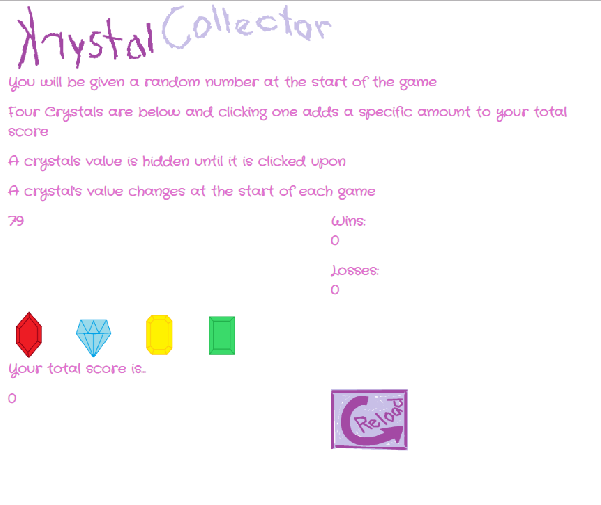 Krystal Collector
You will be given a random number at the start of the game
Four Crystals are below and clicking one adds a specific amount to your total
score
A crystals value is hidden until it is clicked upon
A crystal's value changes at the start of each game
79
Wins:
0
Losses:
0
Your total score is...
0
Reload